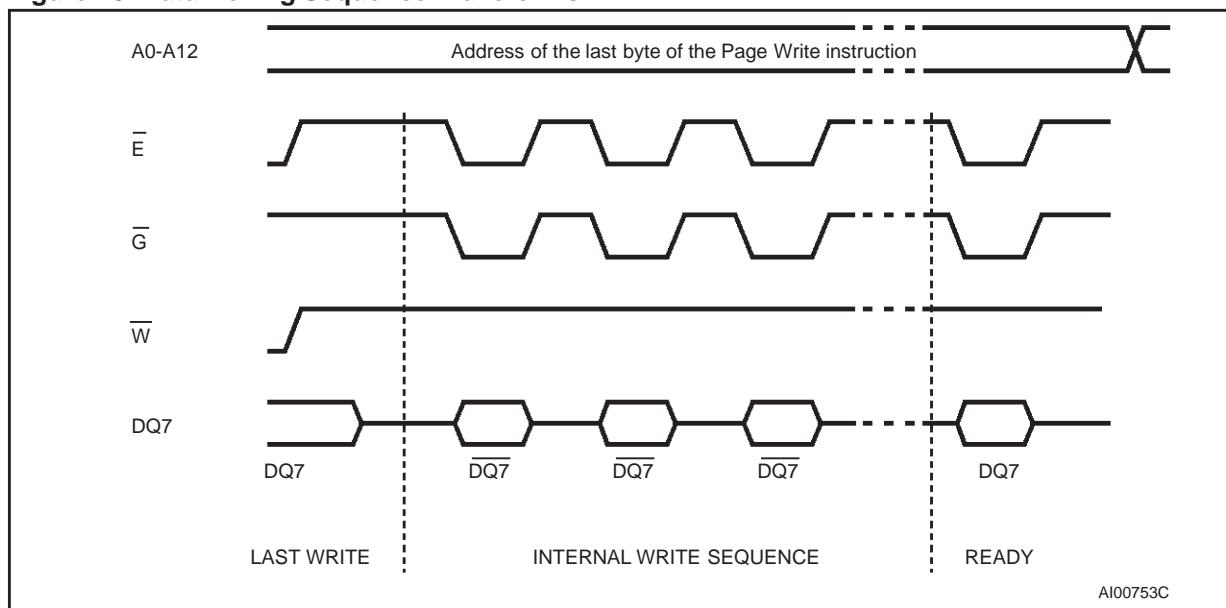 A0-A12
Address of the last byte of the Page Write instruction
E
G
W
DQ7
DQ7 DQ7 DQ7 DQ7 DQ7
LAST WRITE INTERNAL WRITE SEQUENCE READY
AI00753C